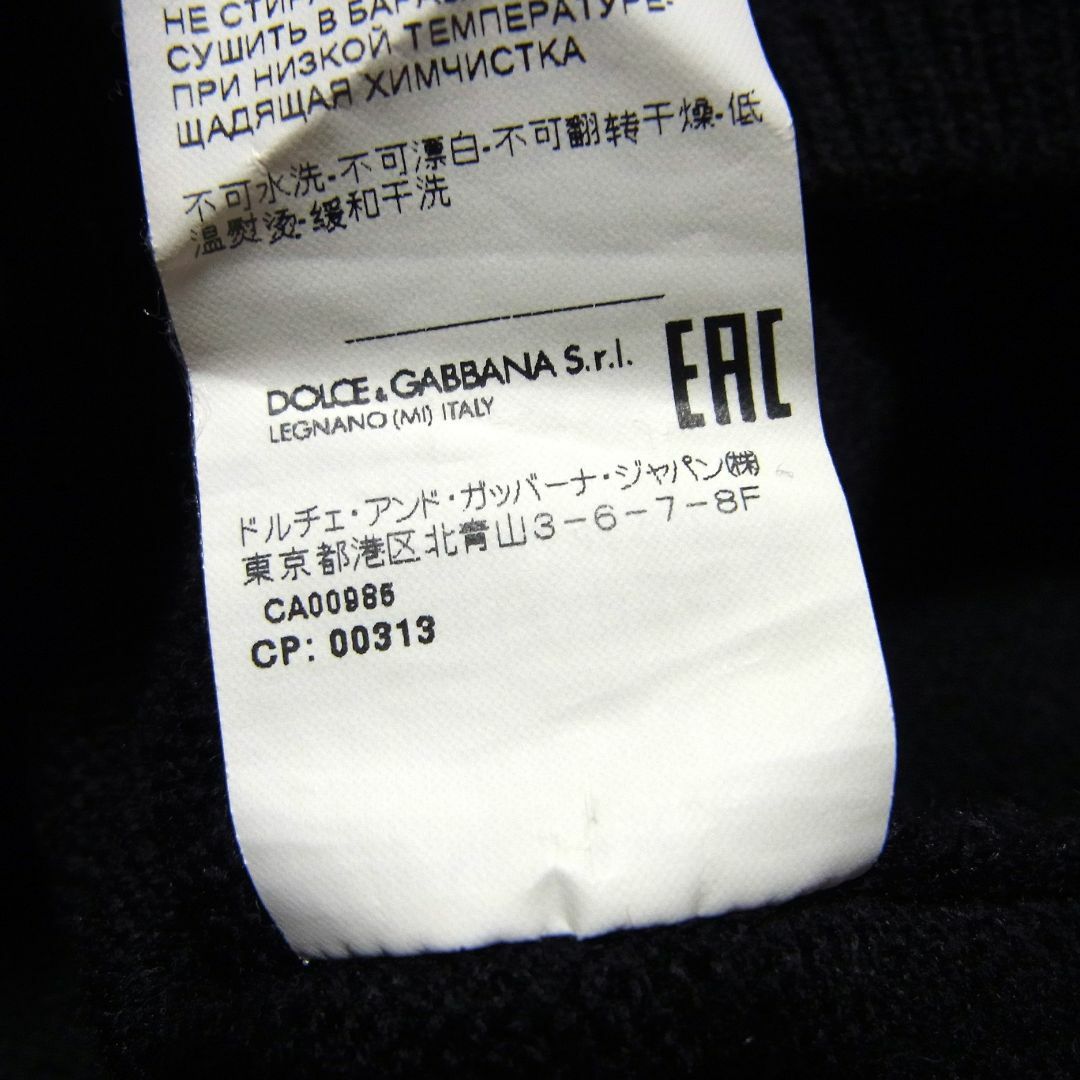 НЕ
СУШИТЬ В
ПРИ НИЗКОЙ ТЕМПЕРАТУРЕ.
ЩАДЯЩАЯ ХИМЧИСТКА
不可水洗-不可漂白-不可翻转干燥-低
温熨烫-缓和干洗
DOLCE & GABBANA S.r.l.
LEGNANO (MI) ITALY
EAC
ドルチェ・アンド・ガッバーナ・ジャパン㈱
東京都港区北青山3-6-7-8F
CA00985
CP: 00313